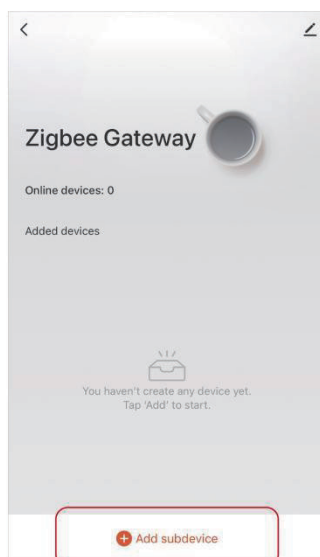 Zigbee Gateway
Online devices: 0
Added devices
You haven't create any device yet.
Tap 'Add' to start.
Add subdevice